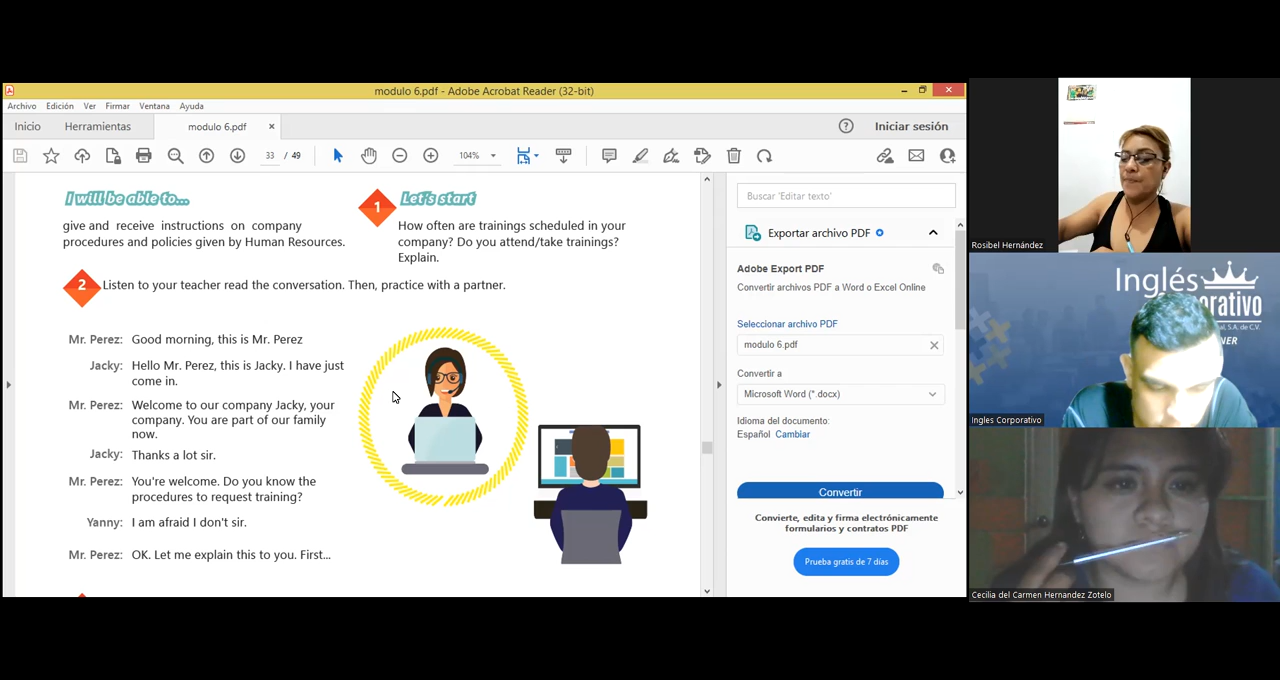 modulo 6.pdf - Adobe Acrobat Reader (32-bit)
Archivo Edición Ver Firmar Ventana Ayuda
Inicio Herramientas modulo 6.pdf × Iniciar sesión
33 / 49 104%
I will be able to...
give and receive instructions on company
procedures and policies given by Human Resources.
1 Let's start
How often are trainings scheduled in your
company? Do you attend/take trainings?
Explain.
2 Listen to your teacher read the conversation. Then, practice with a partner.
Mr. Perez: Good morning, this is Mr. Perez
Jacky: Hello Mr. Perez, this is Jacky. I have just
come in.
Mr. Perez: Welcome to our company Jacky, your
company. You are part of our family
now.
Jacky: Thanks a lot sir.
Mr. Perez: You're welcome. Do you know the
procedures to request training?
Yanny: I am afraid I don't sir.
Mr. Perez: OK. Let me explain this to you. First...
Buscar 'Editar texto'
Exportar archivo PDF
Adobe Export PDF
Convertir archivos PDF a Word o Excel Online
Seleccionar archivo PDF
modulo 6.pdf
Convertir a
Microsoft Word (*.docx)
Idioma del documento:
Español Cambiar
Convertir
Convierte, edita y firma electrónicamente
formularios y contratos PDF
Prueba gratis de 7 días
Rosibel Hernández
Inglés
porativo
, S.A. de C.V.
NER
Ingles Corporativo
Cecilia del Carmen Hernandez Zotelo